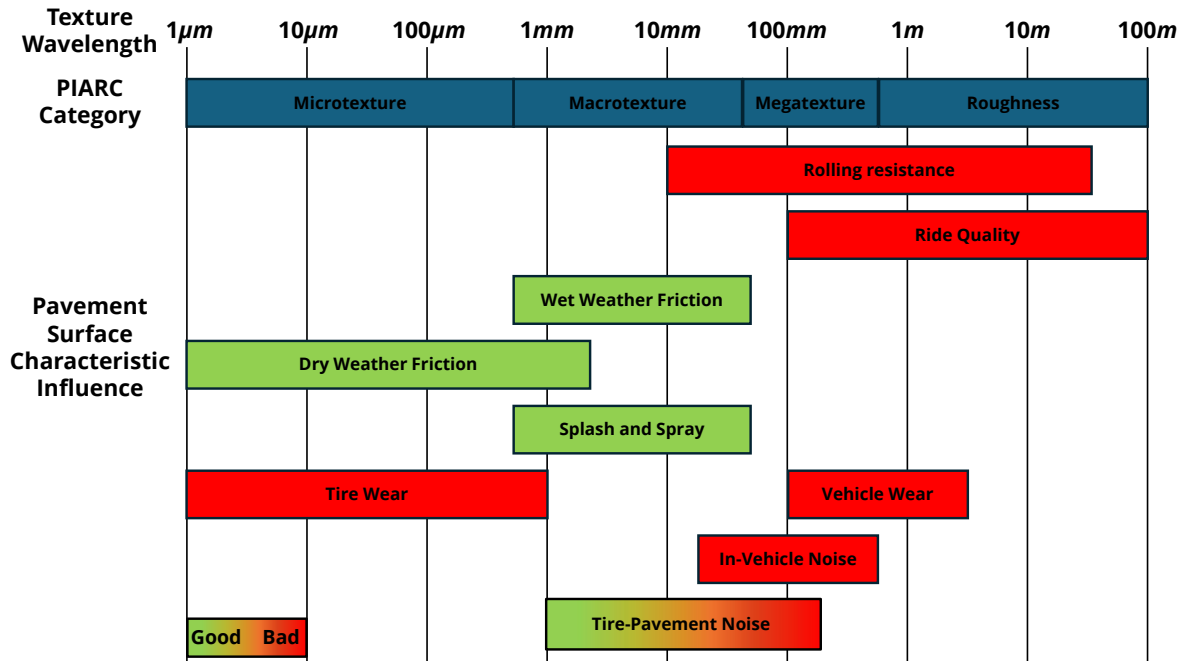 Texture
Wavelength
1μm 10μm 100μm 1mm 10mm 100mm 1m 10m 100m
PIARC
Category
Microtexture Macrotexture Megatexture Roughness
Rolling resistance
Ride Quality
Pavement
Surface
Characteristic
Influence
Wet Weather Friction
Dry Weather Friction
Splash and Spray
Tire Wear Vehicle Wear
In-Vehicle Noise
Tire-Pavement Noise
Good Bad